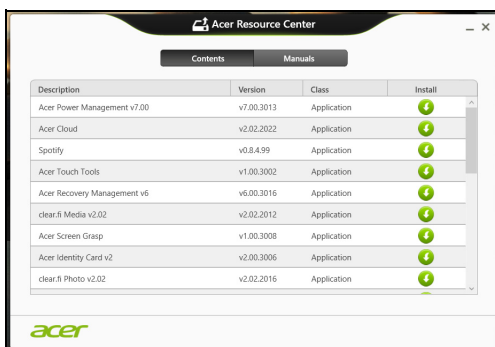 Acer Resource Center
Contents Manuals
Description Version Class Install
Acer Power Management v7.00 v7.00.3013 Application
Acer Cloud v2.02.2022 Application
Spotify v0.8.4.99 Application
Acer Touch Tools v1.00.3002 Application
Acer Recovery Management v6 v6.00.3016 Application
clear.fi Media v2.02 v2.02.2012 Application
Acer Screen Grasp v1.00.3008 Application
Acer Identity Card v2 v2.00.3006 Application
clear.fi Photo v2.02 v2.02.2016 Application
acer